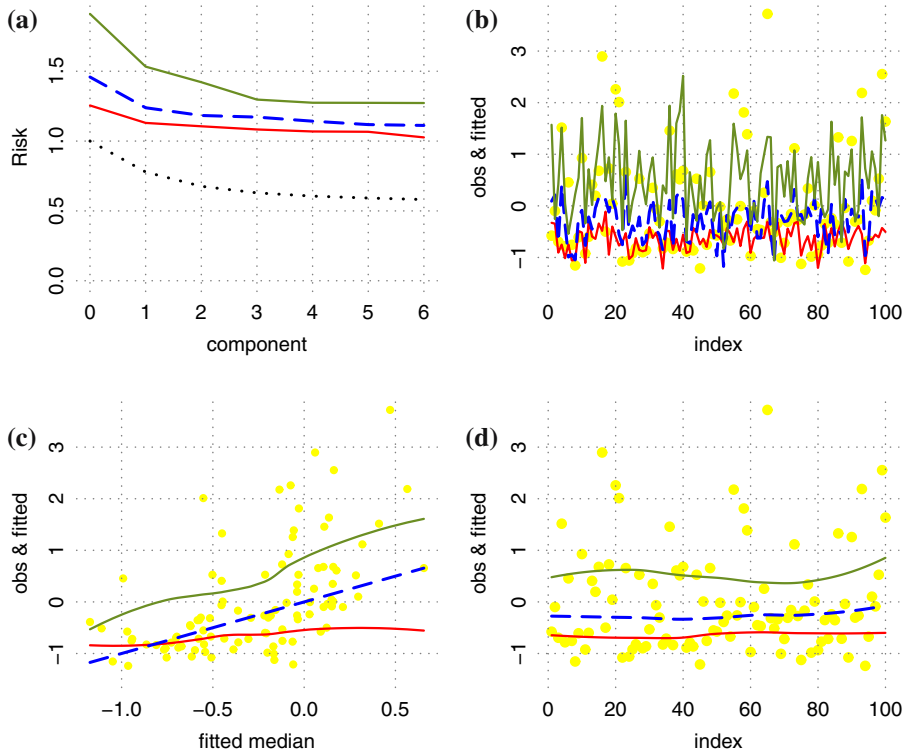 (a)
Risk
0.0 0.5 1.0 1.5
0 1 2 3 4 5 6
component
(b)
obs & fitted
−1 0 1 2 3
0 20 40 60 80 100
index
(c)
obs & fitted
−1 0 1 2 3
−1.0 −0.5 0.0 0.5
fitted median
(d)
obs & fitted
−1 0 1 2 3
0 20 40 60 80 100
index